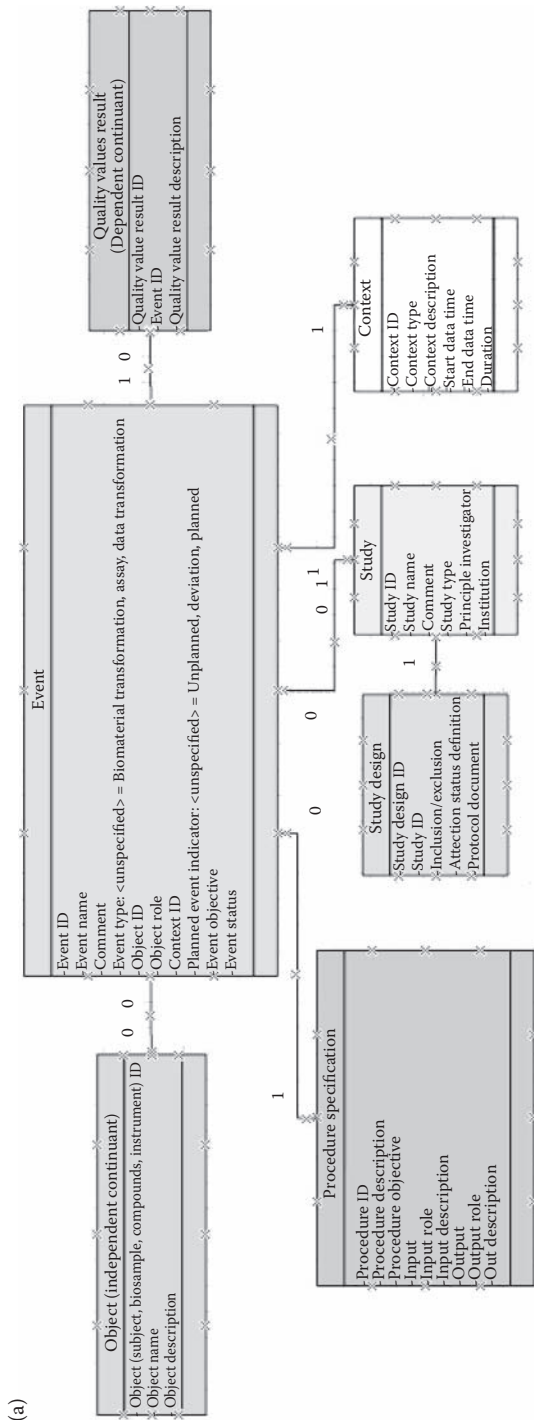 (a)
Object (independent continuant)
-Object (subject, biosample, compounds, instrument) ID
-Object name
-Object description
0 0
Event
-Event ID
-Event name
-Comment
-Event type: <unspecified> = Biomaterial transformation, assay, data transformation
-Object ID
-Object role
-Context ID
-Planned event indicator: <unspecified> = Unplanned, deviation, planned
-Event objective
-Event status
1 0
Quality values result
(Dependent continuant)
-Quality value result ID
-Event ID
-Quality value result description
1
0
0
0 1
1
1
Procedure specification
-Procedure ID
-Procedure description
-Procedure objective
-Input
-Input role
-Input description
-Output
-Output role
-Out description
Study design
-Study design ID
-Study ID
-Inclusion/exclusion
-Attection status definition
-Protocol document
1
Study
-Study ID
-Study name
-Comment
-Study type
-Principle investigator
-Institution
Context
-Context ID
-Context type
-Context description
-Start data time
-End data time
-Duration